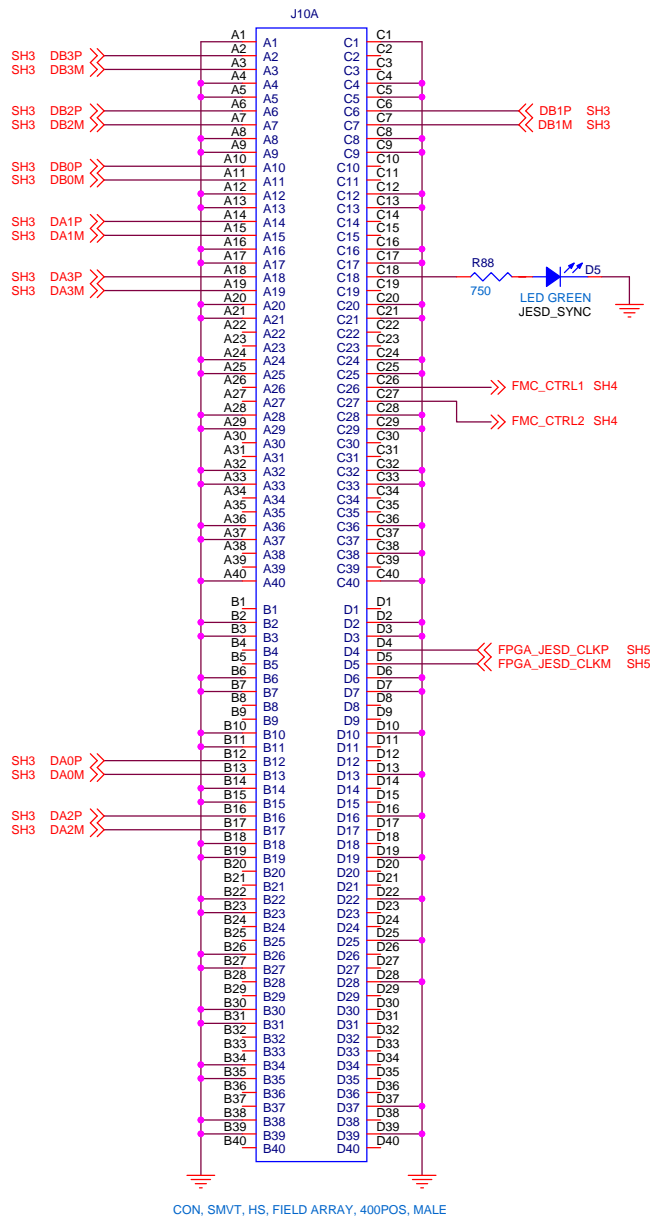 J10A
A1 A1 C1 C1
SH3 DB3P A2 A2 C2 C2
SH3 DB3M A3 A3 C3 C3
A4 A4 C4 C4
A5 A5 C5 C5
SH3 DB2P A6 A6 C6 C6 DB1P SH3
SH3 DB2M A7 A7 C7 C7 DB1M SH3
A8 A8 C8 C8
A9 A9 C9 C9
SH3 DB0P A10 A10 C10 C10
SH3 DB0M A11 A11 C11 C11
A12 A12 C12 C12
A13 A13 C13 C13
SH3 DA1P A14 A14 C14 C14
SH3 DA1M A15 A15 C15 C15
A16 A16 C16 C16
A17 A17 C17 C17
SH3 DA3P A18 A18 C18 C18 R88 D5
SH3 DA3M A19 A19 C19 C19 750 LED GREEN
A20 A20 C20 C20 JESD_SYNC
A21 A21 C21 C21
A22 A22 C22 C22
A23 A23 C23 C23
A24 A24 C24 C24
A25 A25 C25 C25
A26 A26 C26 C26 FMC_CTRL1 SH4
A27 A27 C27 C27
A28 A28 C28 C28 FMC_CTRL2 SH4
A29 A29 C29 C29
A30 A30 C30 C30
A31 A31 C31 C31
A32 A32 C32 C32
A33 A33 C33 C33
A34 A34 C34 C34
A35 A35 C35 C35
A36 A36 C36 C36
A37 A37 C37 C37
A38 A38 C38 C38
A39 A39 C39 C39
A40 A40 C40 C40
B1 B1 D1 D1
B2 B2 D2 D2
B3 B3 D3 D3
B4 B4 D4 D4 FPGA_JESD_CLKP SH5
B5 B5 D5 D5 FPGA_JESD_CLKM SH5
B6 B6 D6 D6
B7 B7 D7 D7
B8 B8 D8 D8
B9 B9 D9 D9
B10 B10 D10 D10
B11 B11 D11 D11
SH3 DA0P B12 B12 D12 D12
SH3 DA0M B13 B13 D13 D13
B14 B14 D14 D14
B15 B15 D15 D15
SH3 DA2P B16 B16 D16 D16
SH3 DA2M B17 B17 D17 D17
B18 B18 D18 D18
B19 B19 D19 D19
B20 B20 D20 D20
B21 B21 D21 D21
B22 B22 D22 D22
B23 B23 D23 D23
B24 B24 D24 D24
B25 B25 D25 D25
B26 B26 D26 D26
B27 B27 D27 D27
B28 B28 D28 D28
B29 B29 D29 D29
B30 B30 D30 D30
B31 B31 D31 D31
B32 B32 D32 D32
B33 B33 D33 D33
B34 B34 D34 D34
B35 B35 D35 D35
B36 B36 D36 D36
B37 B37 D37 D37
B38 B38 D38 D38
B39 B39 D39 D39
B40 B40 D40 D40
CON, SMVT, HS, FIELD ARRAY, 400POS, MALE